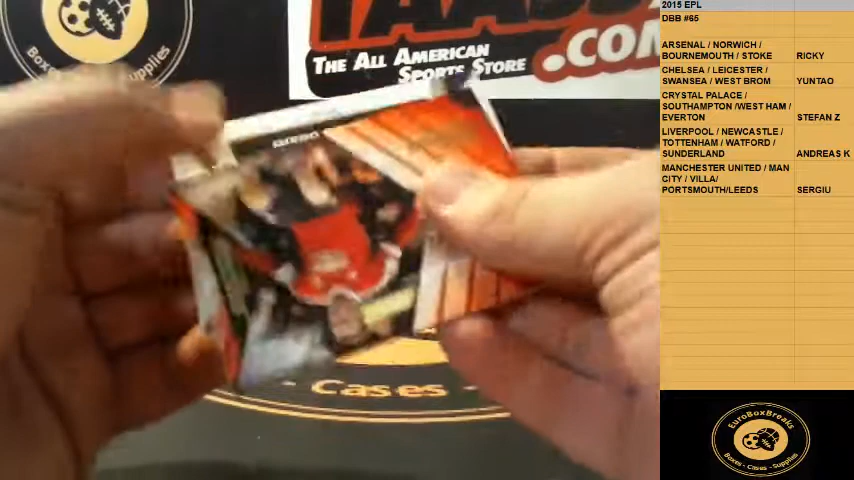 THE ALL AMERICAN
SPORTS STORE
.COM
Cases
2015 EPL
DBB #65
ARSENAL / NORWICH /
BOURNEMOUTH / STOKE
RICKY
CHELSEA / LEICESTER /
SWANSEA / WEST BROM
YUNTAO
CRYSTAL PALACE /
SOUTHAMPTON /WEST HAM /
EVERTON
STEFAN Z
LIVERPOOL / NEWCASTLE /
TOTTENHAM / WATFORD /
SUNDERLAND
ANDREAS K
MANCHESTER UNITED / MAN
CITY / VILLA/
PORTSMOUTH/LEEDS
SERGIU
EuroBoxBreaks
Boxes - Cases - Supplies